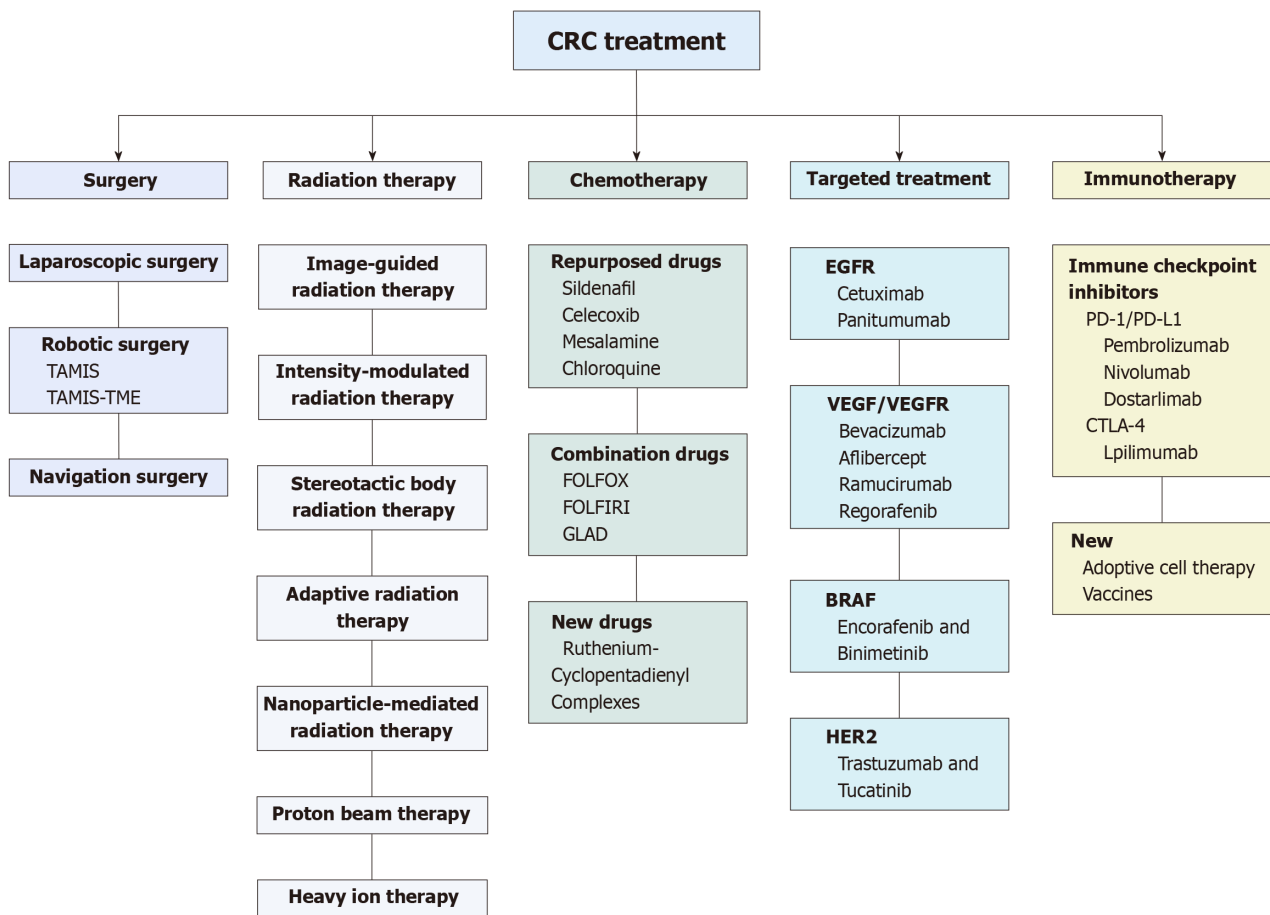 CRC treatment
Surgery
Radiation therapy
Chemotherapy
Targeted treatment
Immunotherapy
Laparoscopic surgery
Robotic surgery
TAMIS
TAMIS-TME
Navigation surgery
Image-guided
radiation therapy
Intensity-modulated
radiation therapy
Stereotactic body
radiation therapy
Adaptive radiation
therapy
Nanoparticle-mediated
radiation therapy
Proton beam therapy
Heavy ion therapy
Repurposed drugs
Sildenafil
Celecoxib
Mesalamine
Chloroquine
Combination drugs
FOLFOX
FOLFIRI
GLAD
New drugs
Ruthenium-
Cyclopentadienyl
Complexes
EGFR
Cetuximab
Panitumumab
VEGF/VEGFR
Bevacizumab
Aflibercept
Ramucirumab
Regorafenib
BRAF
Encorafenib and
Binimetinib
HER2
Trastuzumab and
Tucatinib
Immune checkpoint
inhibitors
PD-1/PD-L1
Pembrolizumab
Nivolumab
Dostarlimab
CTLA-4
Lpilimumab
New
Adoptive cell therapy
Vaccines